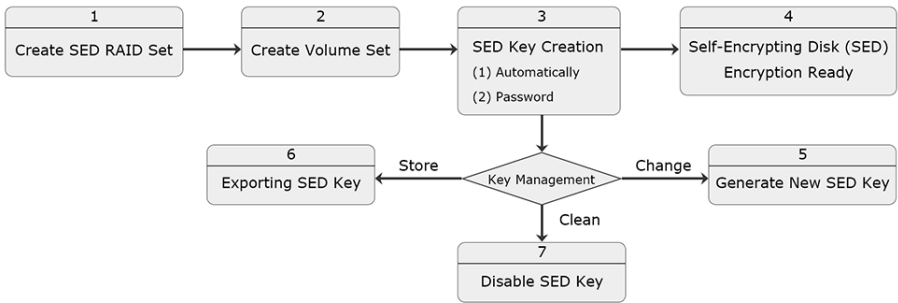 1
Create SED RAID Set
2
Create Volume Set
3
SED Key Creation
(1) Automatically
(2) Password
4
Self-Encrypting Disk (SED)
Encryption Ready
6
Exporting SED Key
Store
Key Management
Change
5
Generate New SED Key
Clean
7
Disable SED Key